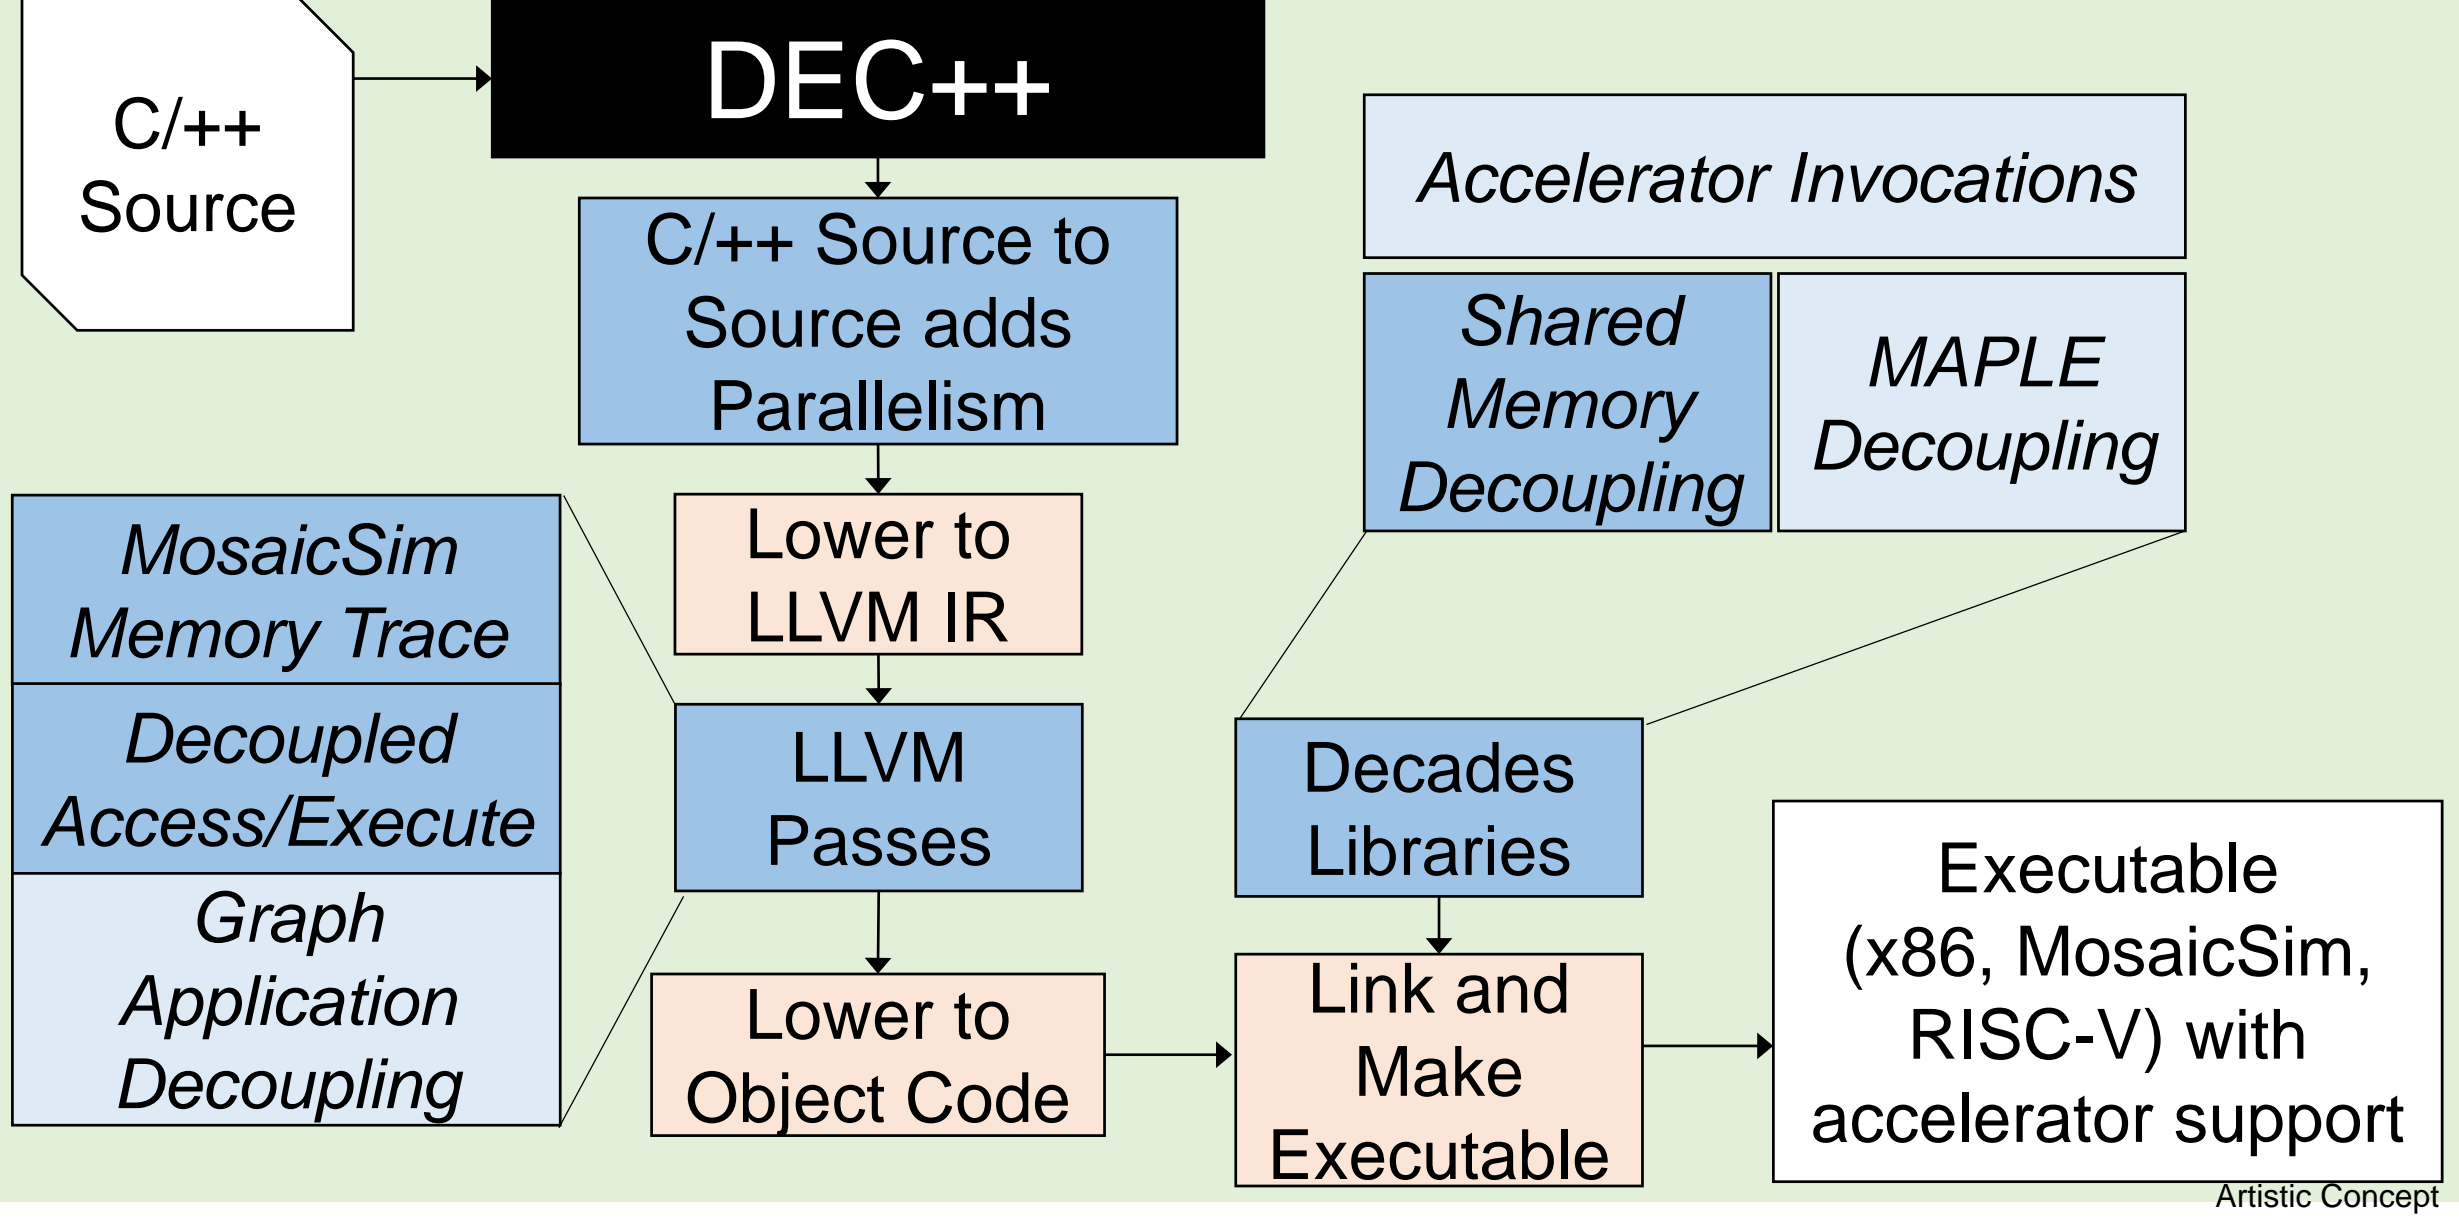 C/++
Source
DEC++
C/++ Source to
Source adds
Parallelism
Lower to
LLVM IR
LLVM
Passes
MosaicSim
Memory Trace
Decoupled
Access/Execute
Graph
Application
Decoupling
Lower to
Object Code
Accelerator Invocations
Shared
Memory
Decoupling
MAPLE
Decoupling
Decades
Libraries
Link and
Make
Executable
Executable
(x86, MosaicSim,
RISC-V) with
accelerator support
Artistic Concept